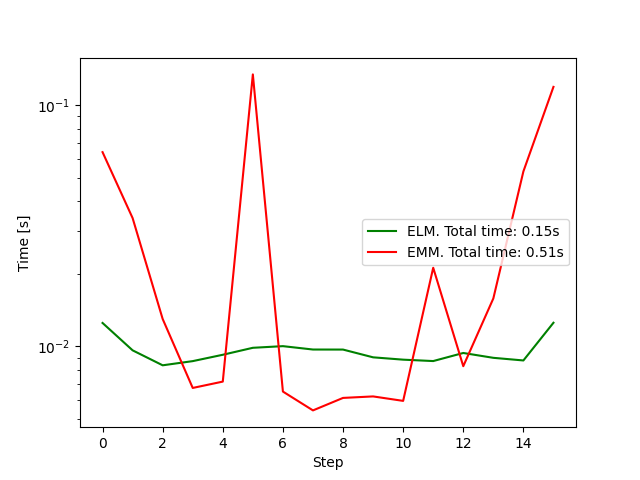 10⁻¹
10⁻²
Time [s]
ELM. Total time: 0.15s
EMM. Total time: 0.51s
0 2 4 6 8 10 12 14
Step